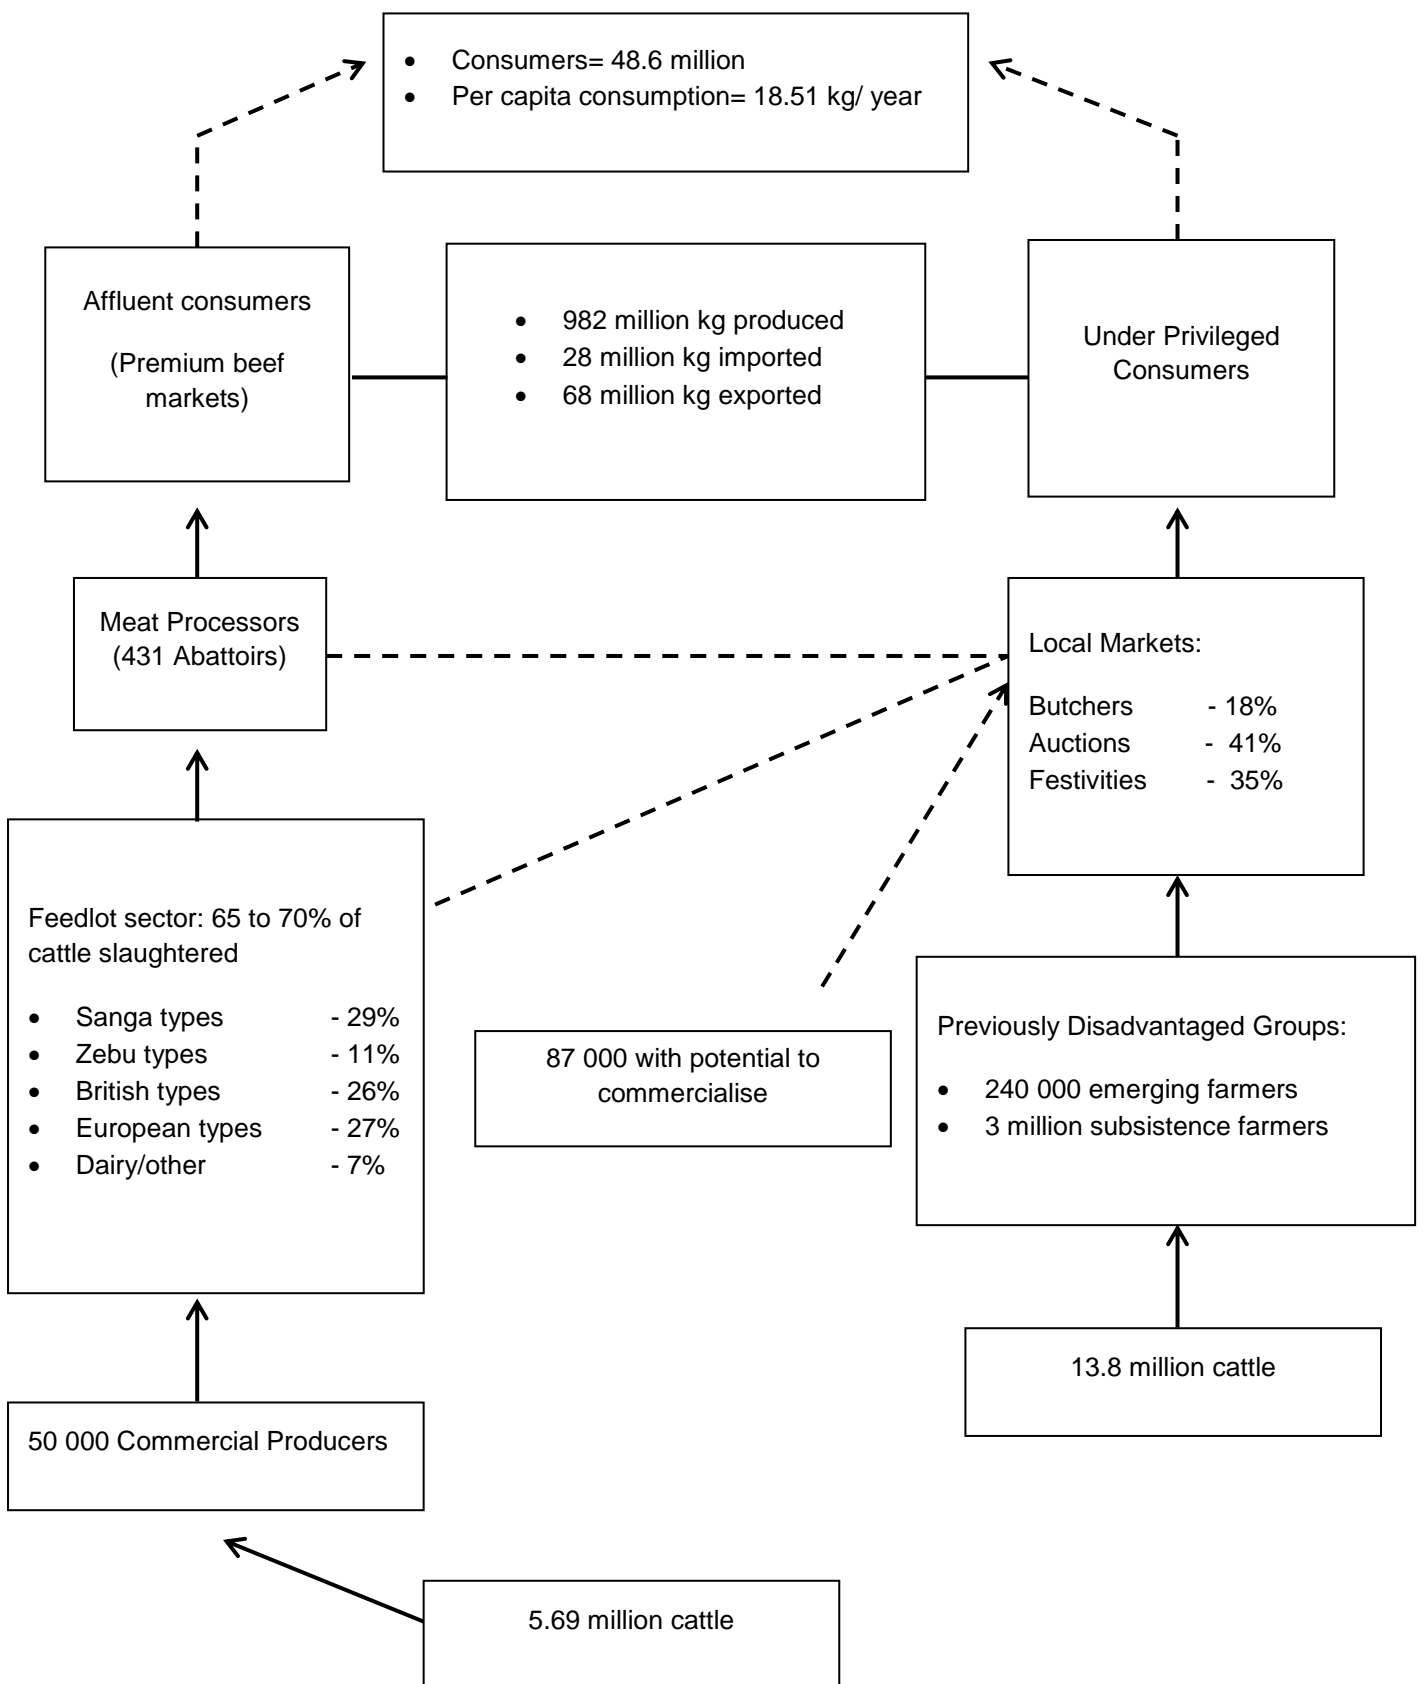 • Consumers= 48.6 million
• Per capita consumption= 18.51 kg/ year
Affluent consumers
(Premium beef
markets)
• 982 million kg produced
• 28 million kg imported
• 68 million kg exported
Under Privileged
Consumers
Meat Processors
(431 Abattoirs)
Local Markets:
Butchers - 18%
Auctions - 41%
Festivities - 35%
Feedlot sector: 65 to 70% of
cattle slaughtered
• Sanga types - 29%
• Zebu types - 11%
• British types - 26%
• European types - 27%
• Dairy/other - 7%
87 000 with potential to
commercialise
Previously Disadvantaged Groups:
• 240 000 emerging farmers
• 3 million subsistence farmers
13.8 million cattle
50 000 Commercial Producers
5.69 million cattle